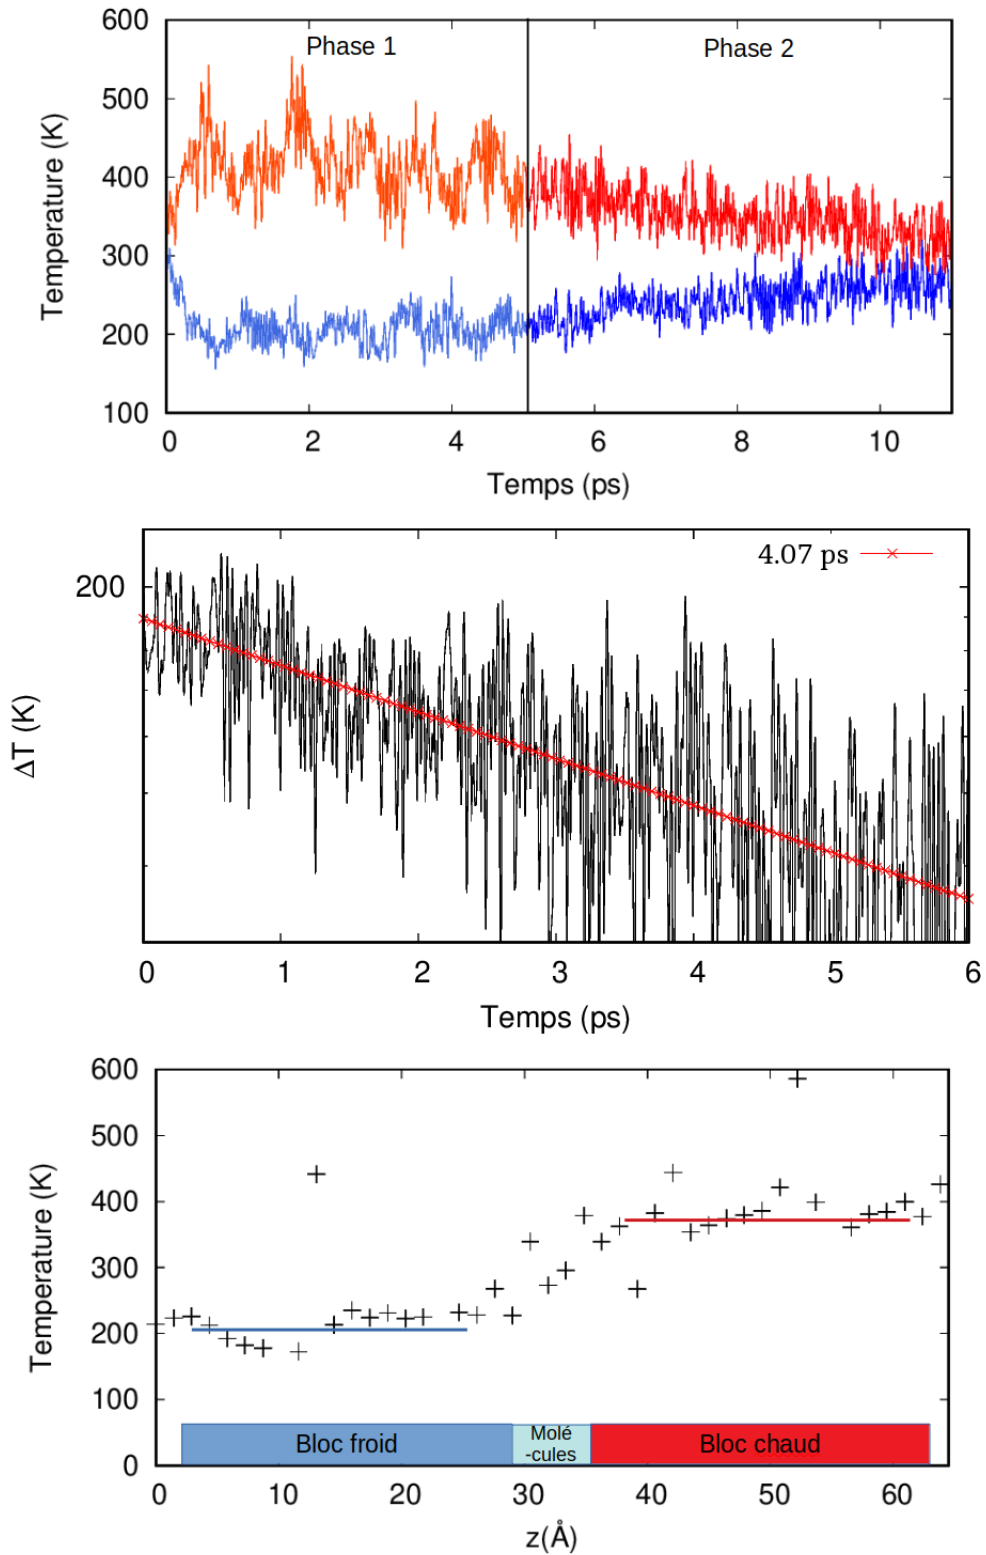 600
500
400
300
200
100
Temperature (K)
Phase 1
Phase 2
0 2 4 6 8 10
Temps (ps)
200
ΔT (K)
4.07 ps
0 1 2 3 4 5 6
Temps (ps)
600
500
400
300
200
100
0
Temperature (K)
Bloc froid
Molé
-cules
Bloc chaud
0 10 20 30 40 50 60
z(Å)